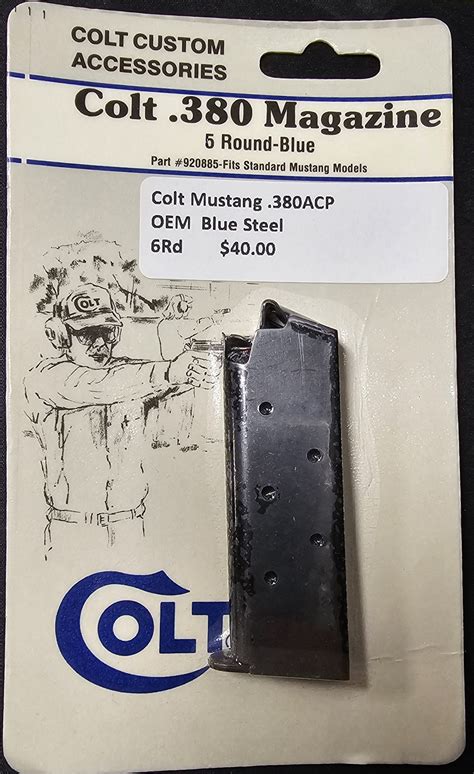 COLT CUSTOM
ACCESSORIES
Colt .380 Magazine
5 Round-Blue
Part #920885-Fits Standard Mustang Models
Colt Mustang .380ACP
OEM Blue Steel
6Rd $40.00
COLT
COLT